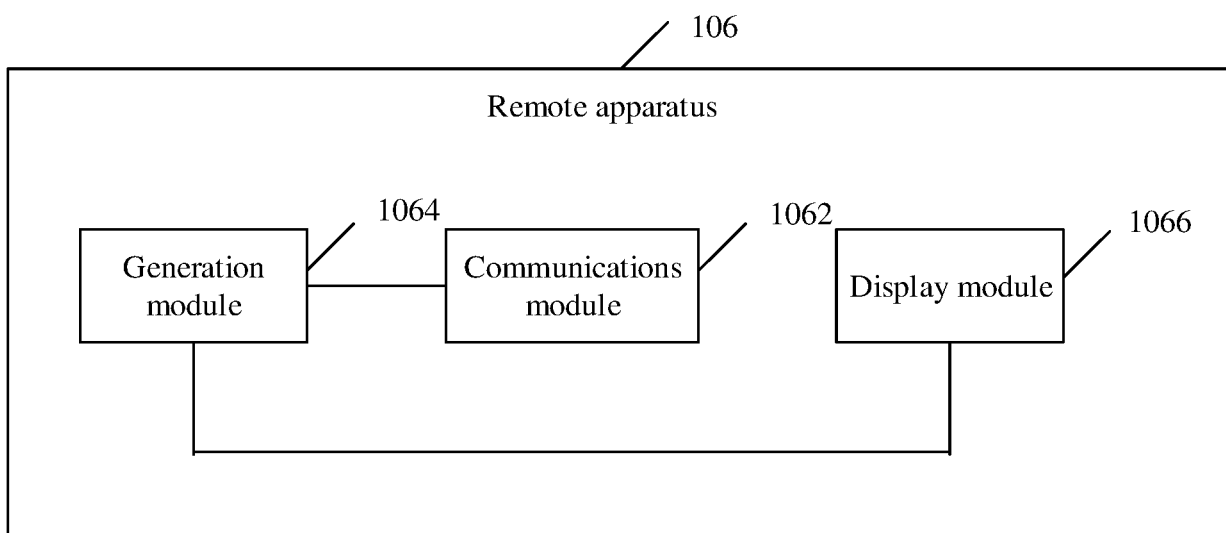 106
Remote apparatus
1064
1062
1066
Generation
module
Communications
module
Display module